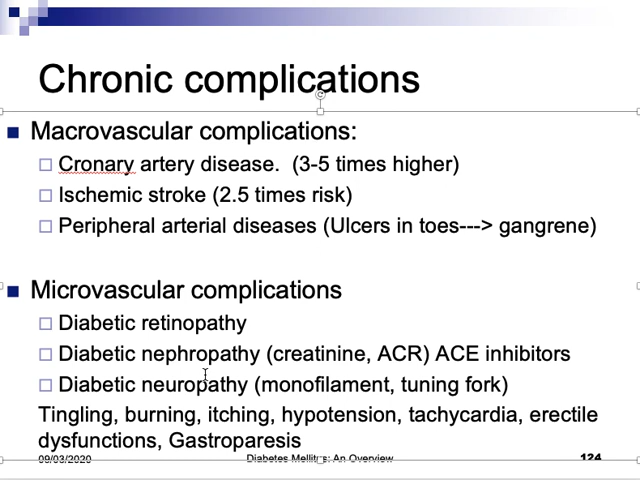 Chronic complications
Macrovascular complications:
Cronary artery disease. (3-5 times higher)
Ischemic stroke (2.5 times risk)
Peripheral arterial diseases (Ulcers in toes---> gangrene)
Microvascular complications
Diabetic retinopathy
Diabetic nephropathy (creatinine, ACR) ACE inhibitors
Diabetic neuropathy (monofilament, tuning fork)
Tingling, burning, itching, hypotension, tachycardia, erectile
dysfunctions, Gastroparesis
09/03/2020 Diabetes Mellitus: An Overview 124